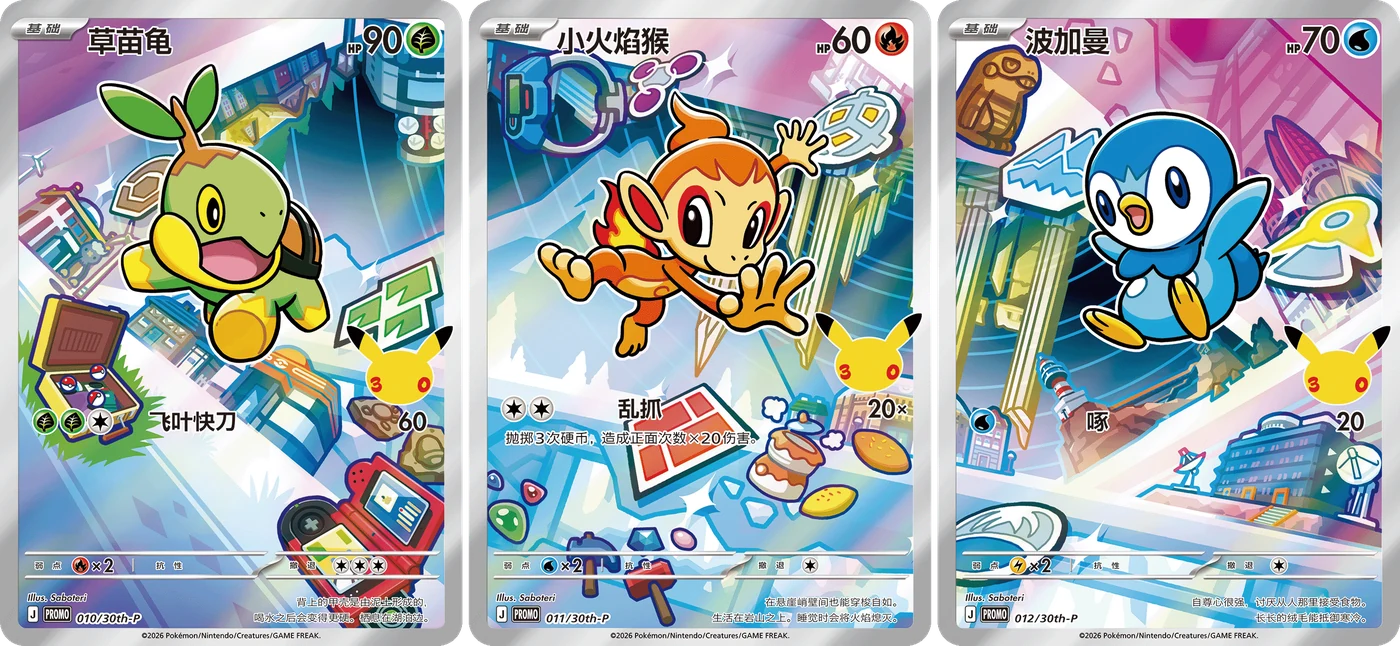 基础
草苗龟
HP90
飞叶快刀
60
30
弱点 ×2 抗性 撤退
Illus. Saboteri
背上的甲壳是由泥土形成的，
喝水之后会变得更硬。栖息在湖泊边。
J PROMO 010/30th-P
©2026 Pokémon/Nintendo/Creatures/GAME FREAK.
基础
小火焰猴
HP60
30
乱抓
20×
抛掷3次硬币，造成正面次数×20伤害。
弱点 ×2 抗性 撤退
Illus. Saboteri
在悬崖峭壁间也能穿梭自如。
生活在岩山之上。睡觉时会将火焰熄灭。
J PROMO 011/30th-P
©2026 Pokémon/Nintendo/Creatures/GAME FREAK.
基础
波加曼
HP70
30
啄
20
弱点 ×2 抗性 撤退
Illus. Saboteri
自尊心很强，讨厌从人那里接受食物。
长长的绒毛能抵御寒冷。
J PROMO 012/30th-P
©2026 Pokémon/Nintendo/Creatures/GAME FREAK.